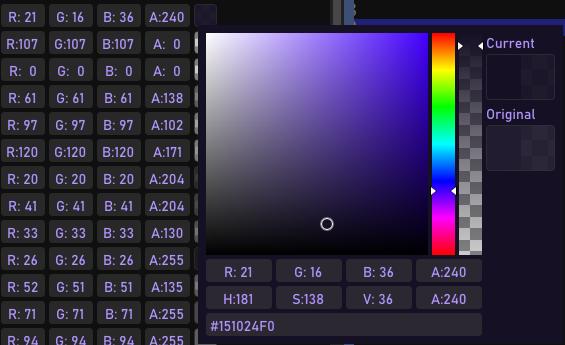 R: 21 G: 16 B: 36 A:240
R:107 G:107 B:107 A: 0
R: 0 G: 0 B: 0 A: 0
R: 61 G: 61 B: 61 A:138
R: 97 G: 97 B: 97 A:102
R:120 G:120 B:120 A:171
R: 20 G: 20 B: 20 A:204
R: 41 G: 41 B: 41 A:204
R: 33 G: 33 B: 33 A:130
R: 26 G: 26 B: 26 A:255
R: 52 G: 51 B: 51 A:135
R: 71 G: 71 B: 71 A:255
R: 94 G: 94 B: 94 A:255
Current
Original
R: 21 G: 16 B: 36 A:240
H:181 S:138 V: 36 A:240
#151024F0